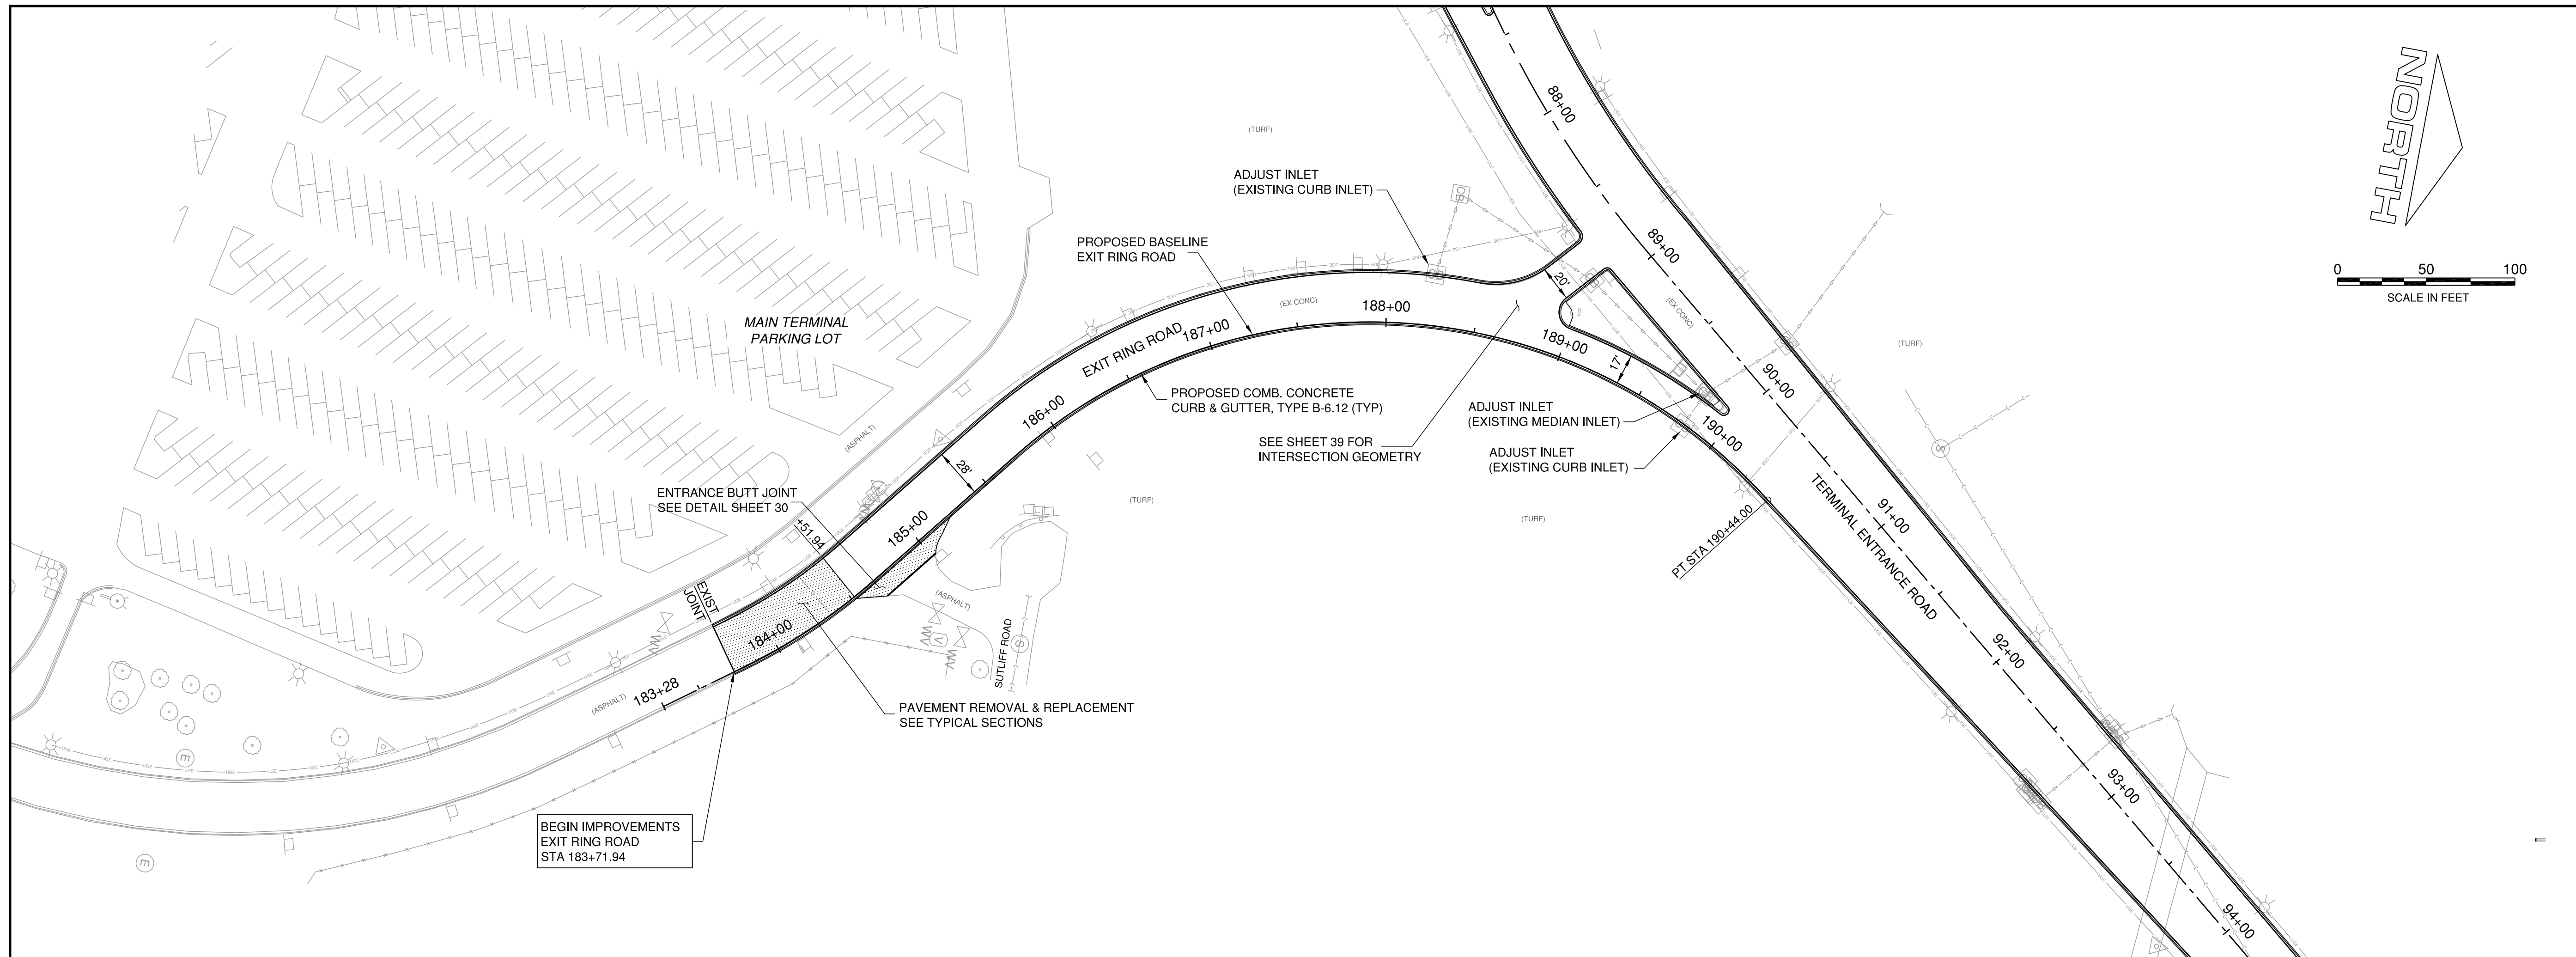 NORTH
0 50 100
SCALE IN FEET
88+00
89+00
90+00
91+00
92+00
93+00
94+00
(TURF)
ADJUST INLET
(EXISTING CURB INLET)
PROPOSED BASELINE
EXIT RING ROAD
(EX CONC)
188+00
20'
(EX CONC)
MAIN TERMINAL
PARKING LOT
EXIT RING ROAD
187+00
189+00
17'
(TURF)
186+00
PROPOSED COMB. CONCRETE
CURB & GUTTER, TYPE B-6.12 (TYP)
ADJUST INLET
(EXISTING MEDIAN INLET)
190+00
SEE SHEET 39 FOR
INTERSECTION GEOMETRY
ADJUST INLET
(EXISTING CURB INLET)
(ASPHALT)
28'
ENTRANCE BUTT JOINT
SEE DETAIL SHEET 30
(TURF)
(TURF)
+51.94
185+00
PT STA 190+44.00
TERMINAL ENTRANCE ROAD
EXIST
JOINT
(ASPHALT)
184+00
SUTLIFF ROAD
183+28
(ASPHALT)
PAVEMENT REMOVAL & REPLACEMENT
SEE TYPICAL SECTIONS
BEGIN IMPROVEMENTS
EXIT RING ROAD
STA 183+71.94
CB
S
S
V
E
E
UGE